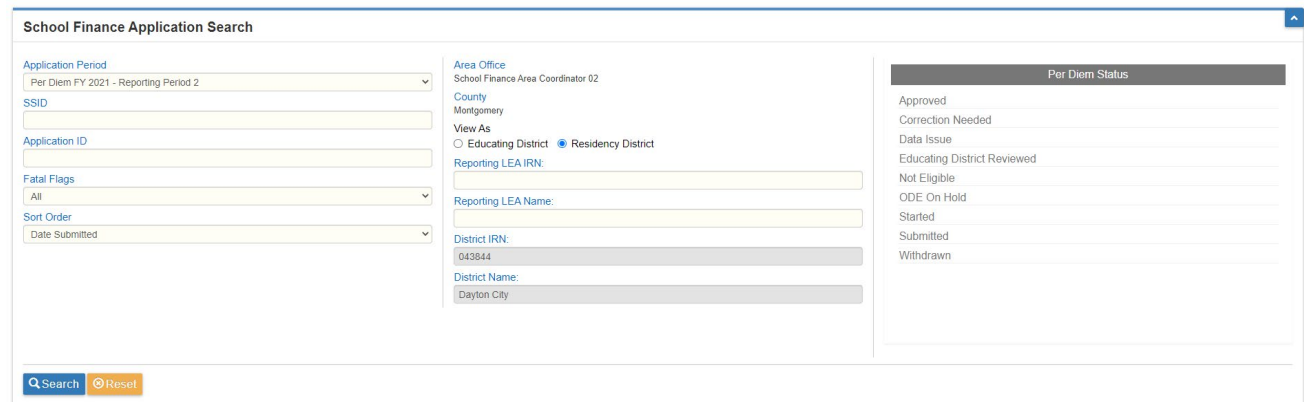 School Finance Application Search
Application Period
Per Diem FY 2021 - Reporting Period 2
SSID
Application ID
Fatal Flags
All
Sort Order
Date Submitted
Area Office
School Finance Area Coordinator 02
County
Montgomery
View As
Educating District Residency District
Reporting LEA IRN:
Reporting LEA Name:
District IRN:
043844
District Name:
Dayton City
Per Diem Status
Approved
Correction Needed
Data Issue
Educating District Reviewed
Not Eligible
ODE On Hold
Started
Submitted
Withdrawn
Search Reset